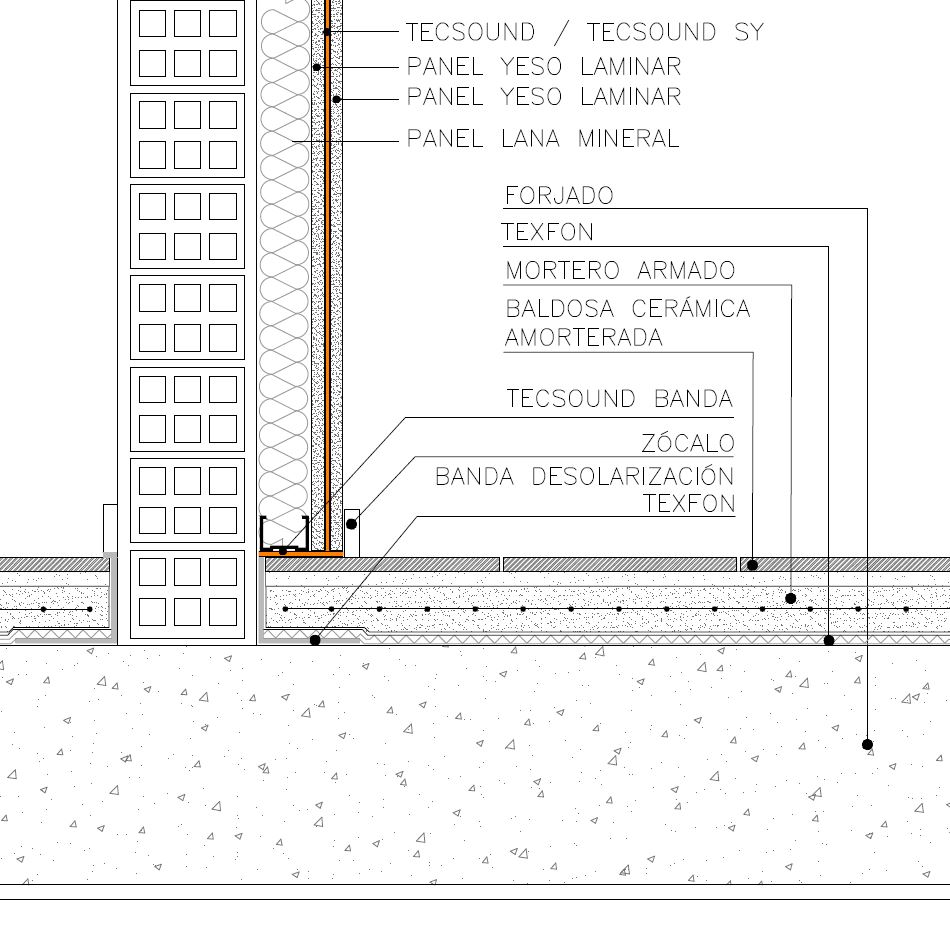 TECSOUND / TECSOUND SY
PANEL YESO LAMINAR
PANEL YESO LAMINAR
PANEL LANA MINERAL
FORJADO
TEXFON
MORTERO ARMADO
BALDOSA CERÁMICA
AMORTERADA
TECSOUND BANDA
ZÓCALO
BANDA DESOLARIZACIÓN
TEXFON